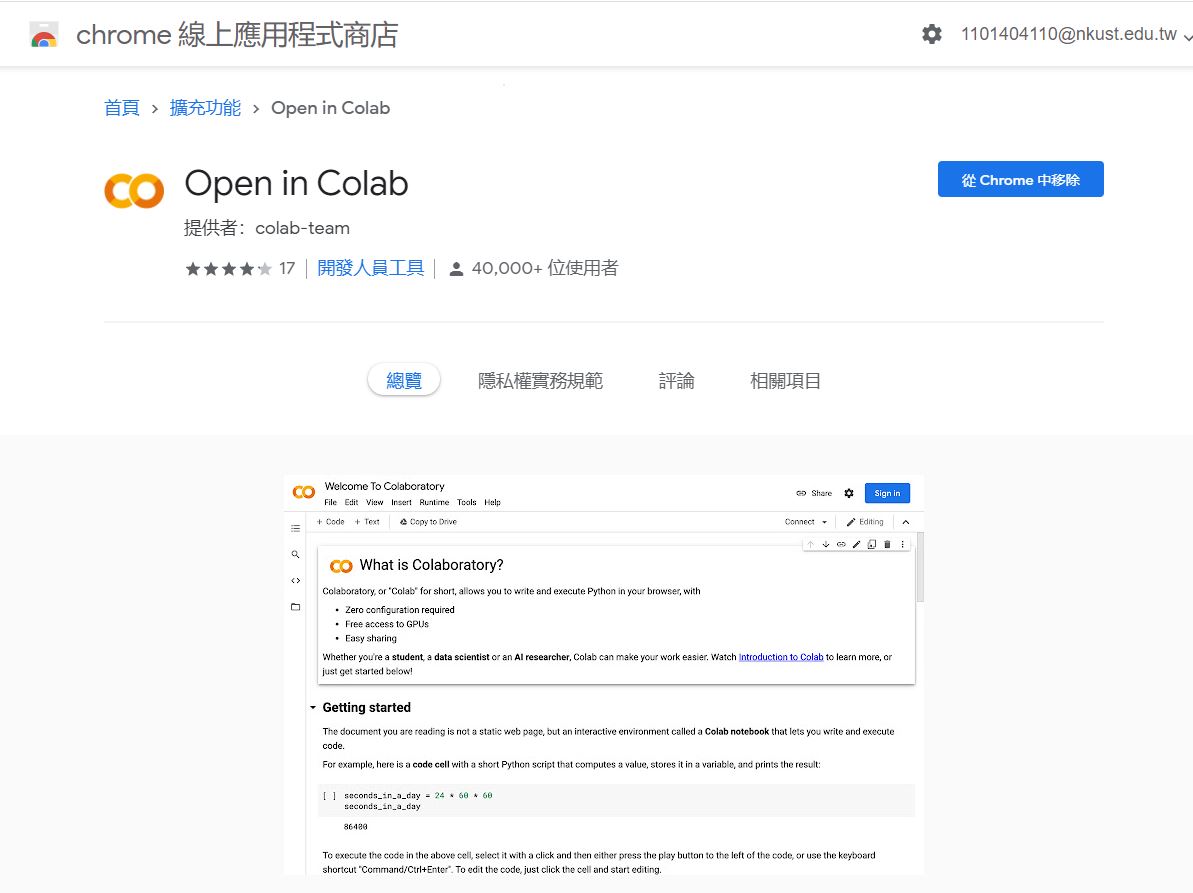 chrome 線上應用程式商店
1101404110@nkust.edu.tw
首頁 › 擴充功能 › Open in Colab
Open in Colab
從 Chrome 中移除
提供者： colab-team
17 開發人員工具 40,000+ 位使用者
總覽 隱私權實務規範 評論 相關項目
Welcome To Colaboratory
File Edit View Insert Runtime Tools Help
Share Sign in
+ Code + Text Copy to Drive
Connect Editing
What is Colaboratory?
Colaboratory, or "Colab" for short, allows you to write and execute Python in your browser, with
• Zero configuration required
• Free access to GPUs
• Easy sharing
Whether you're a student, a data scientist or an AI researcher, Colab can make your work easier. Watch Introduction to Colab to learn more, or
just get started below!
Getting started
The document you are reading is not a static web page, but an interactive environment called a Colab notebook that lets you write and execute
code.
For example, here is a code cell with a short Python script that computes a value, stores it in a variable, and prints the result:
[ ] seconds_in_a_day = 24 * 60 * 60
seconds_in_a_day
86400
To execute the code in the above cell, select it with a click and then either press the play button to the left of the code, or use the keyboard
shortcut "Command/Ctrl+Enter". To edit the code, just click the cell and start editing.